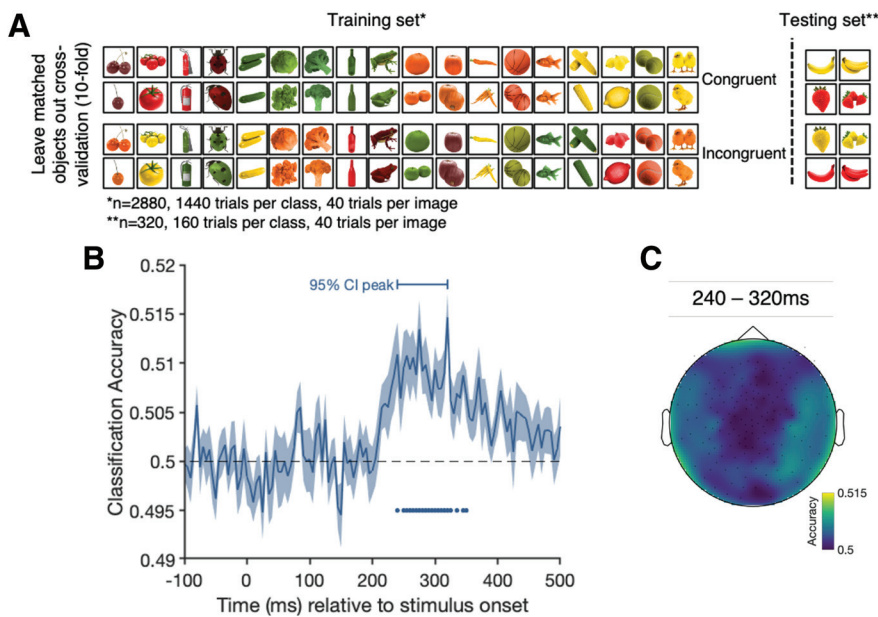 A
Training set*
Testing set**
Leave matched
objects out cross-
validation (10-fold)
Congruent
Incongruent
*n=2880, 1440 trials per class, 40 trials per image
**n=320, 160 trials per class, 40 trials per image
B
0.52
0.515
0.51
0.505
0.5
0.495
0.49
Classification Accuracy
95% CI peak
-100
0
100
200
300
400
500
Time (ms) relative to stimulus onset
C
240 – 320ms
Accuracy
0.515
0.5